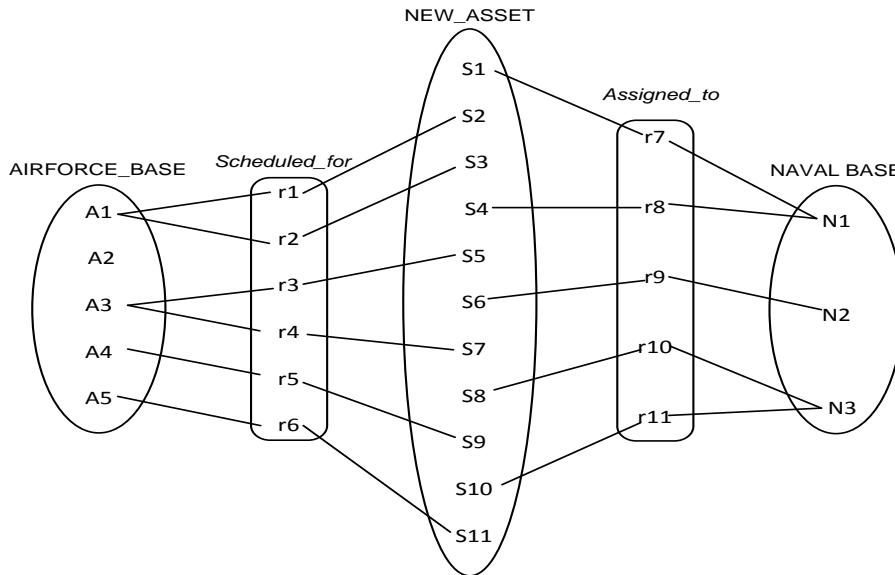 NEW_ASSET
S1
S2
S3
S4
S5
S6
S7
S8
S9
S10
S11
Assigned_to
r7
r8
r9
r10
r11
Scheduled_for
r1
r2
r3
r4
r5
r6
AIRFORCE_BASE
A1
A2
A3
A4
A5
NAVAL BASE
N1
N2
N3